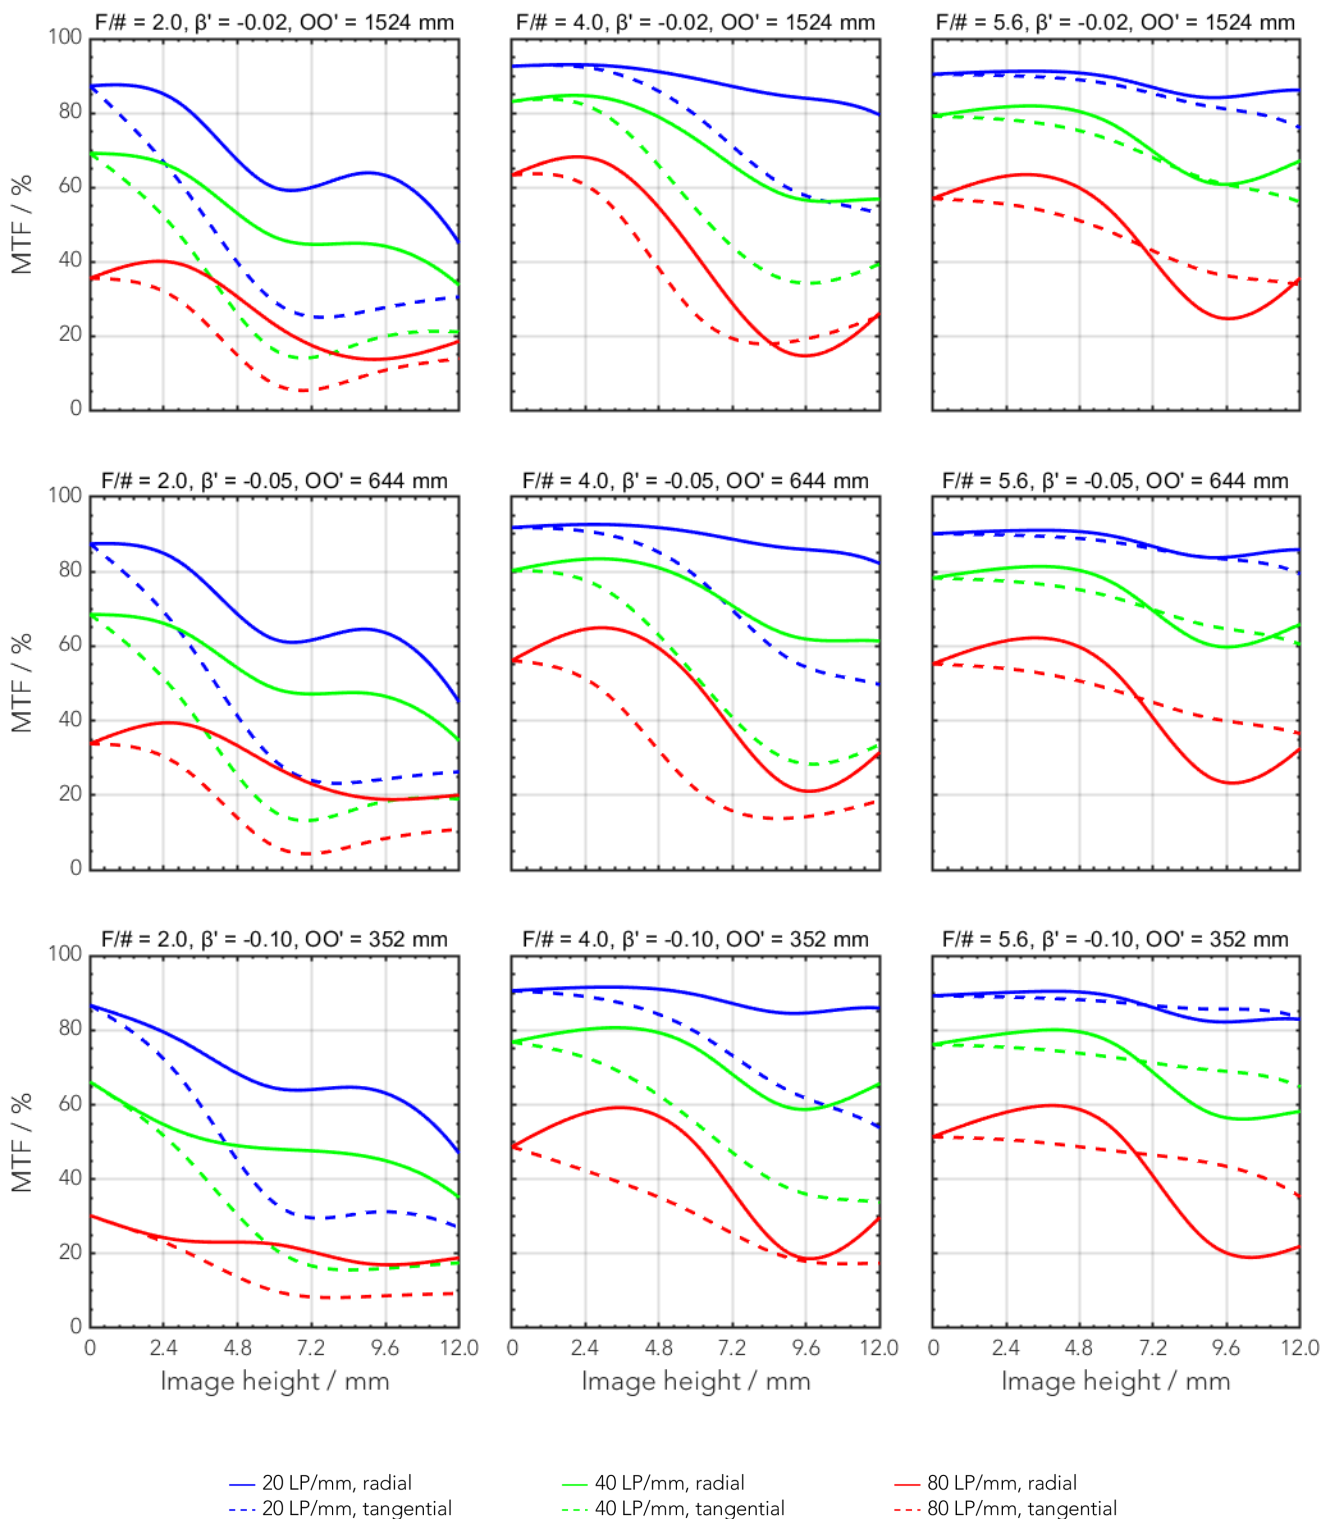 F/# = 2.0, β' = -0.02, OO' = 1524 mm
F/# = 4.0, β' = -0.02, OO' = 1524 mm
F/# = 5.6, β' = -0.02, OO' = 1524 mm
100
80
60
40
20
0
MTF / %
F/# = 2.0, β' = -0.05, OO' = 644 mm
F/# = 4.0, β' = -0.05, OO' = 644 mm
F/# = 5.6, β' = -0.05, OO' = 644 mm
100
80
60
40
20
0
MTF / %
F/# = 2.0, β' = -0.10, OO' = 352 mm
F/# = 4.0, β' = -0.10, OO' = 352 mm
F/# = 5.6, β' = -0.10, OO' = 352 mm
100
80
60
40
20
0
MTF / %
0 2.4 4.8 7.2 9.6 12.0
0 2.4 4.8 7.2 9.6 12.0
0 2.4 4.8 7.2 9.6 12.0
Image height / mm
Image height / mm
Image height / mm
20 LP/mm, radial
20 LP/mm, tangential
40 LP/mm, radial
40 LP/mm, tangential
80 LP/mm, radial
80 LP/mm, tangential